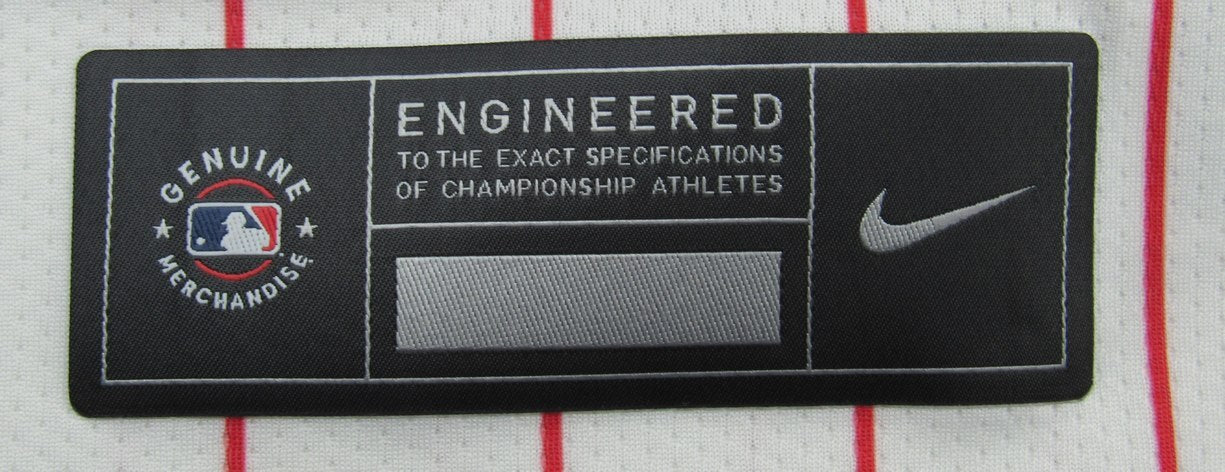 GENUINE
MERCHANDISE
ENGINEERED
TO THE EXACT SPECIFICATIONS
OF CHAMPIONSHIP ATHLETES